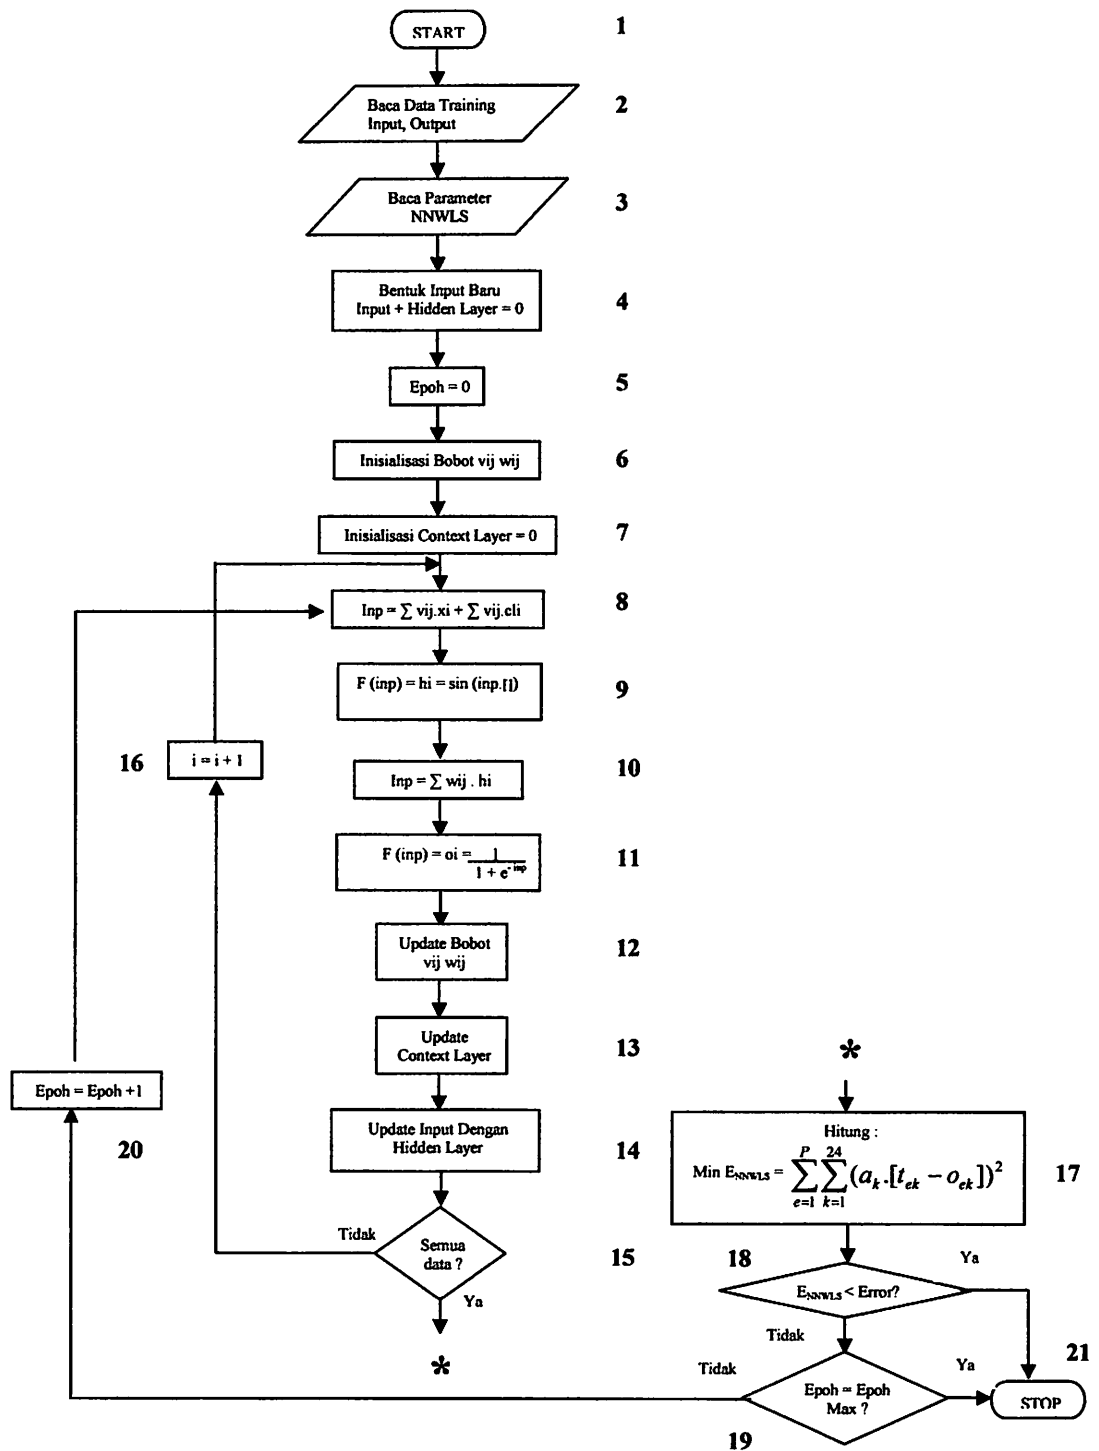 START
1
Baca Data Training
Input, Output
2
Baca Parameter
NNWLS
3
Bentuk Input Baru
Input + Hidden Layer = 0
4
Epoh = 0
5
Inisialisasi Bobot vij wij
6
Inisialisasi Context Layer = 0
7
Inp = ∑ vij.xi + ∑ vij.cli
8
F (inp) = hi = sin (inp.[])
9
16
i = i + 1
Inp = ∑ wij . hi
10
F (inp) = oi = 1 / 1 + e^-inp
11
Update Bobot
vij wij
12
Update
Context Layer
13
Epoh = Epoh +1
20
Update Input Dengan
Hidden Layer
14
Tidak
Semua
data ?
15
Ya
*
*
Hitung :
Min E_NNWLS = ∑_{e=1}^{P} ∑_{k=1}^{24} (a_k.[t_ek − o_ek])²
17
18
Ya
E_NNWLS < Error?
Tidak
Tidak
Epoh = Epoh
Max ?
Ya
21
STOP
19